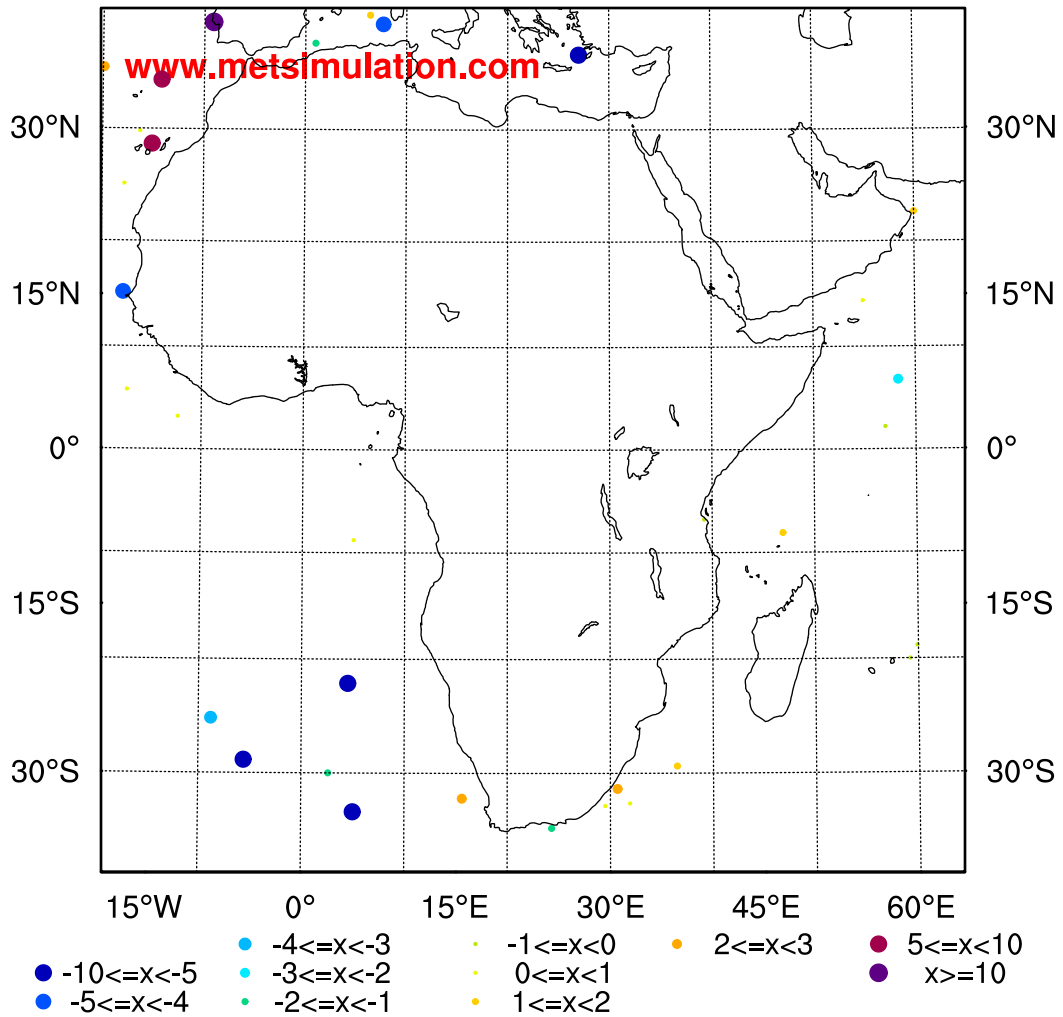 www.metsimulation.com
30°N 30°N
15°N 15°N
0° 0°
15°S 15°S
30°S 30°S
15°W 0° 15°E 30°E 45°E 60°E
-4<=x<-3 -1<=x<0 2<=x<3 5<=x<10
-10<=x<-5 -3<=x<-2 0<=x<1 x>=10
-5<=x<-4 -2<=x<-1 1<=x<2